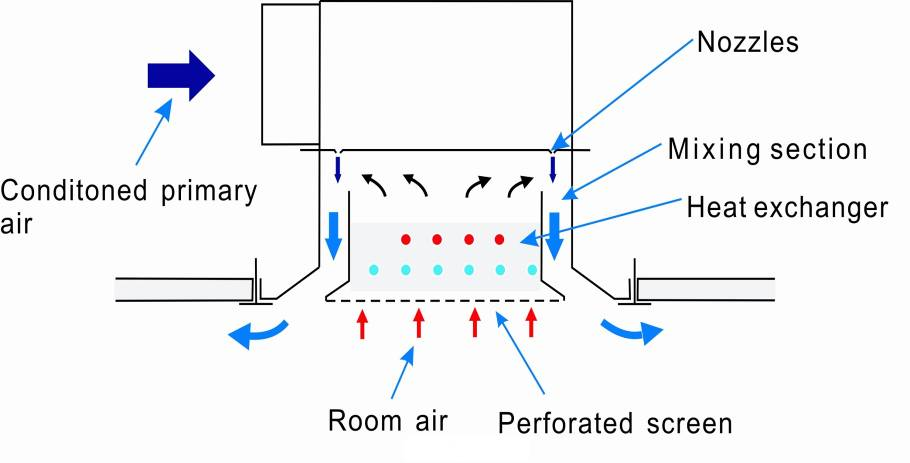 Nozzles
Mixing section
Conditoned primary
air
Heat exchanger
Room air
Perforated screen